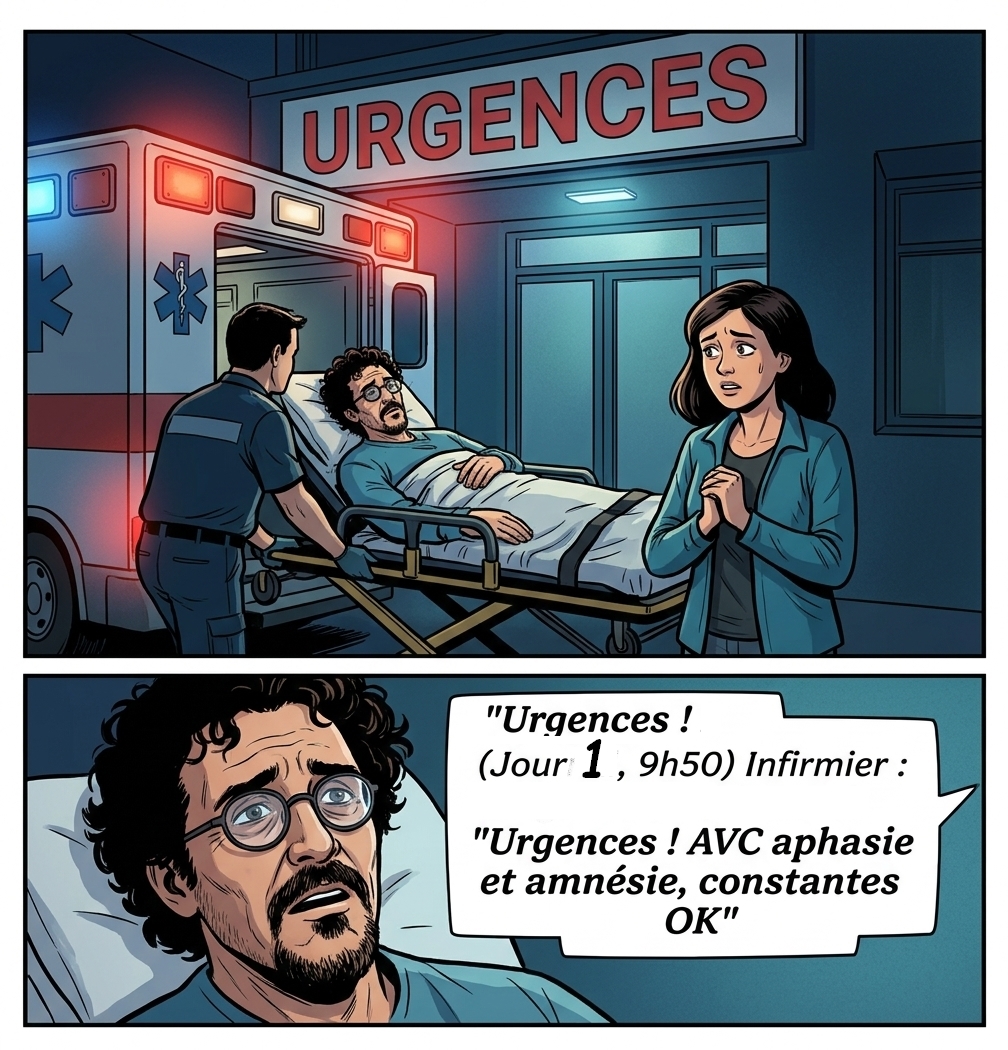 URGENCES
"Urgences !
(Jour 1 , 9h50) Infirmier :
"Urgences ! AVC aphasie
et amnésie, constantes
OK"